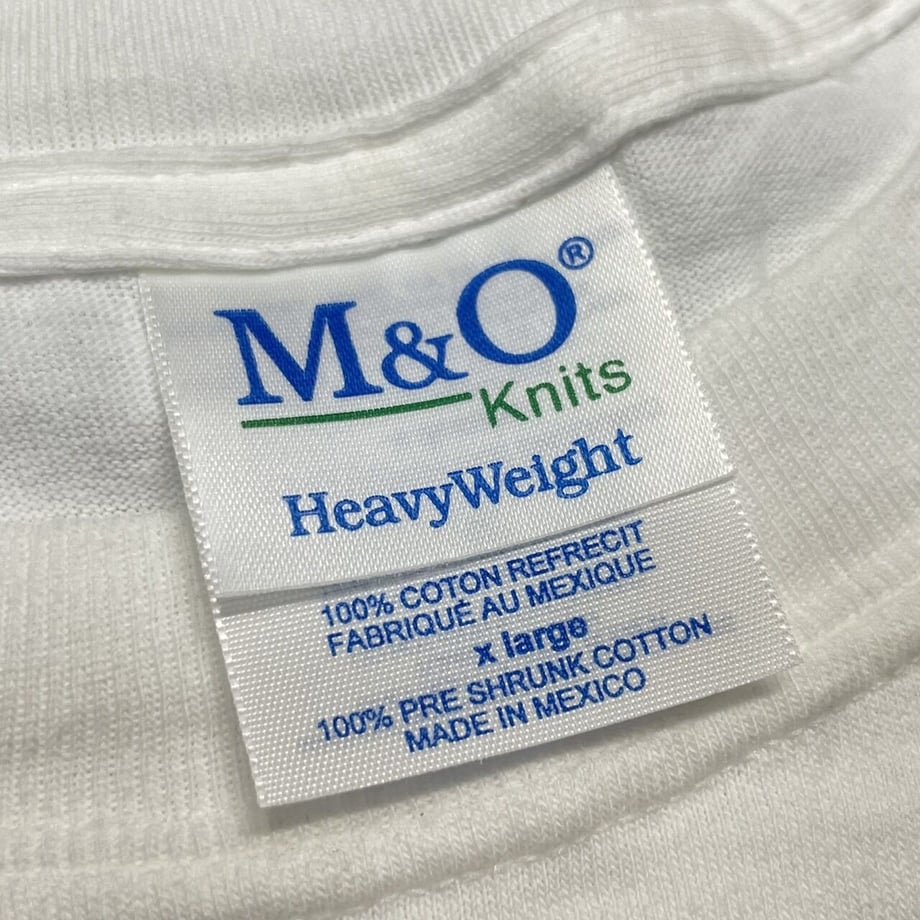 M&O®
Knits
HeavyWeight
100% COTON REFRECIT
FABRIQUÉ AU MEXIQUE
x large
100% PRE SHRUNK COTTON
MADE IN MEXICO